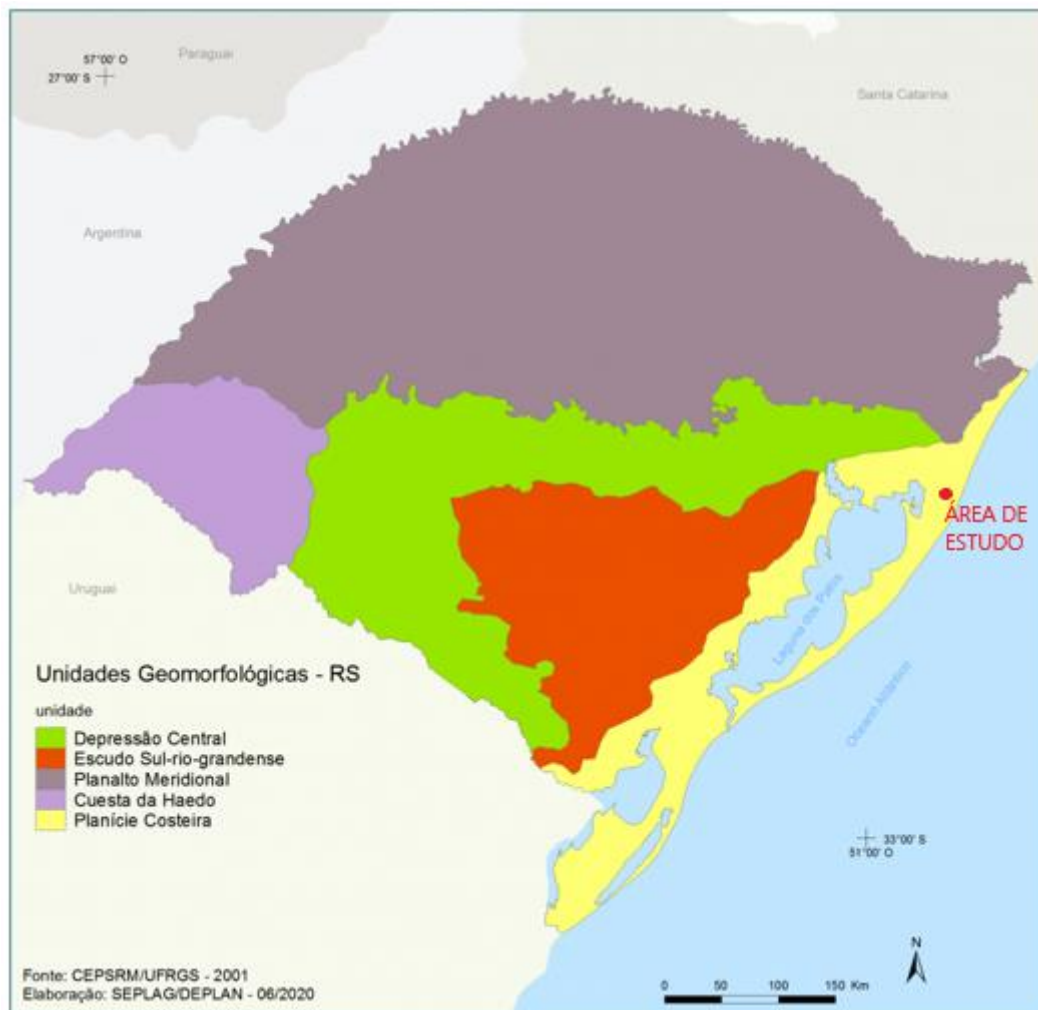 Paraguai
57°00' O
27°00' S
Santa Catarina
Argentina
ÁREA DE
ESTUDO
Uruguai
Laguna dos Patos
Oceano Atlântico
Unidades Geomorfológicas - RS
unidade
Depressão Central
Escudo Sul-rio-grandense
Planalto Meridional
Cuesta da Haedo
Planície Costeira
33°00' S
51°00' O
N
Fonte: CEPSRM/UFRGS - 2001
Elaboração: SEPLAG/DEPLAN - 06/2020
0 50 100 150 Km